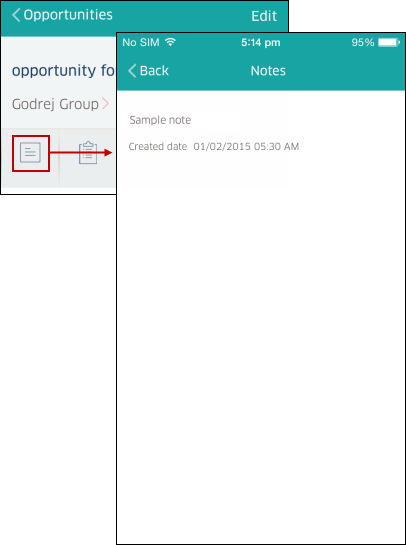 Opportunities Edit
opportunity fo
Godrej Group
No SIM 5:14 pm 95%
Back Notes
Sample note
Created date 01/02/2015 05:30 AM